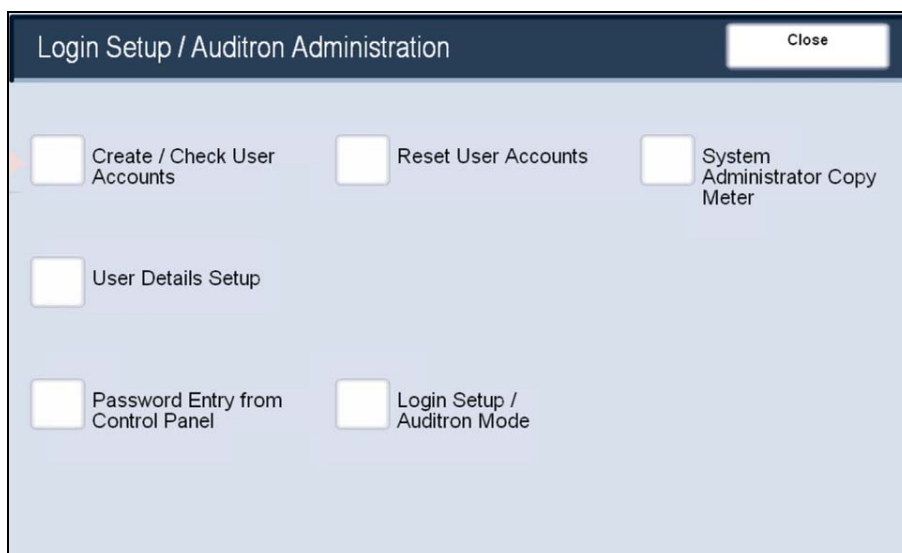 Login Setup / Auditron Administration
Close
Create / Check User
Accounts
Reset User Accounts
System
Administrator Copy
Meter
User Details Setup
Password Entry from
Control Panel
Login Setup /
Auditron Mode